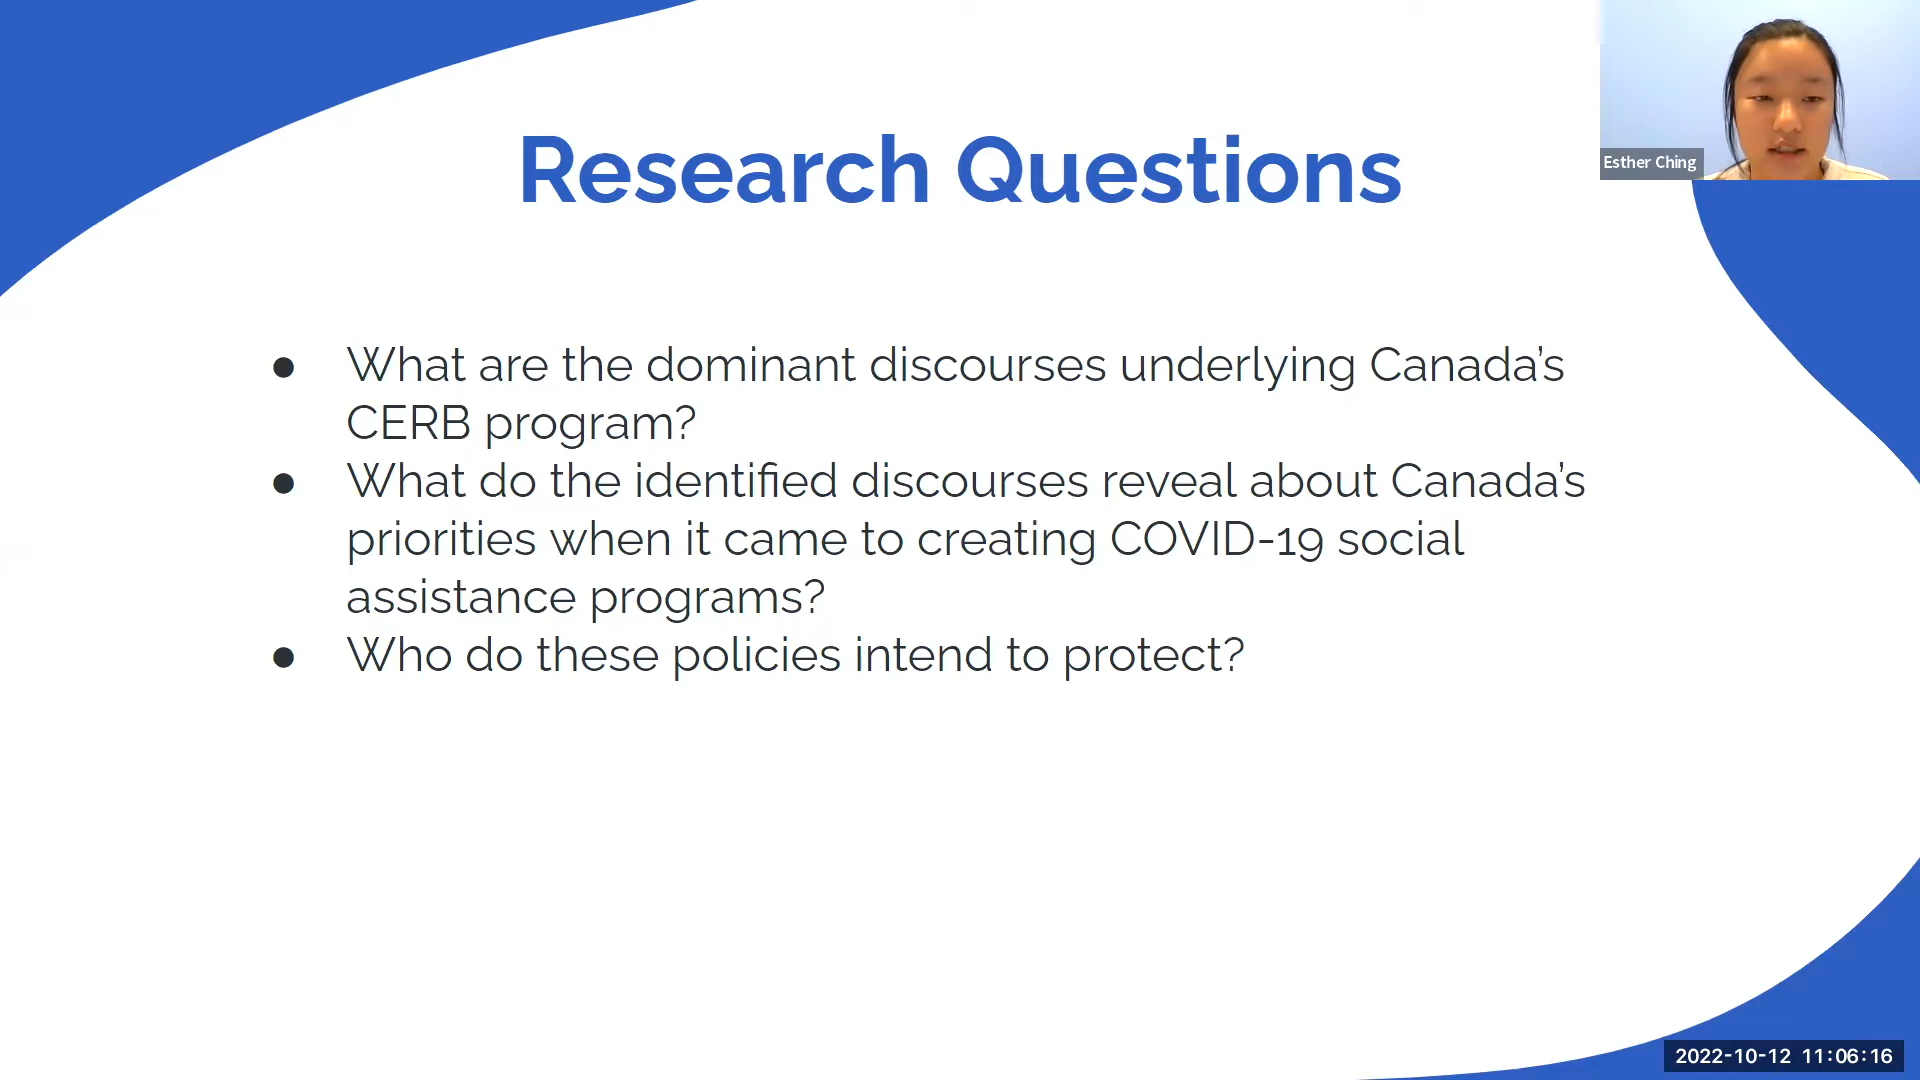 Research Questions
Esther Ching
● What are the dominant discourses underlying Canada’s
CERB program?
● What do the identified discourses reveal about Canada’s
priorities when it came to creating COVID-19 social
assistance programs?
● Who do these policies intend to protect?
2022-10-12 11:06:16